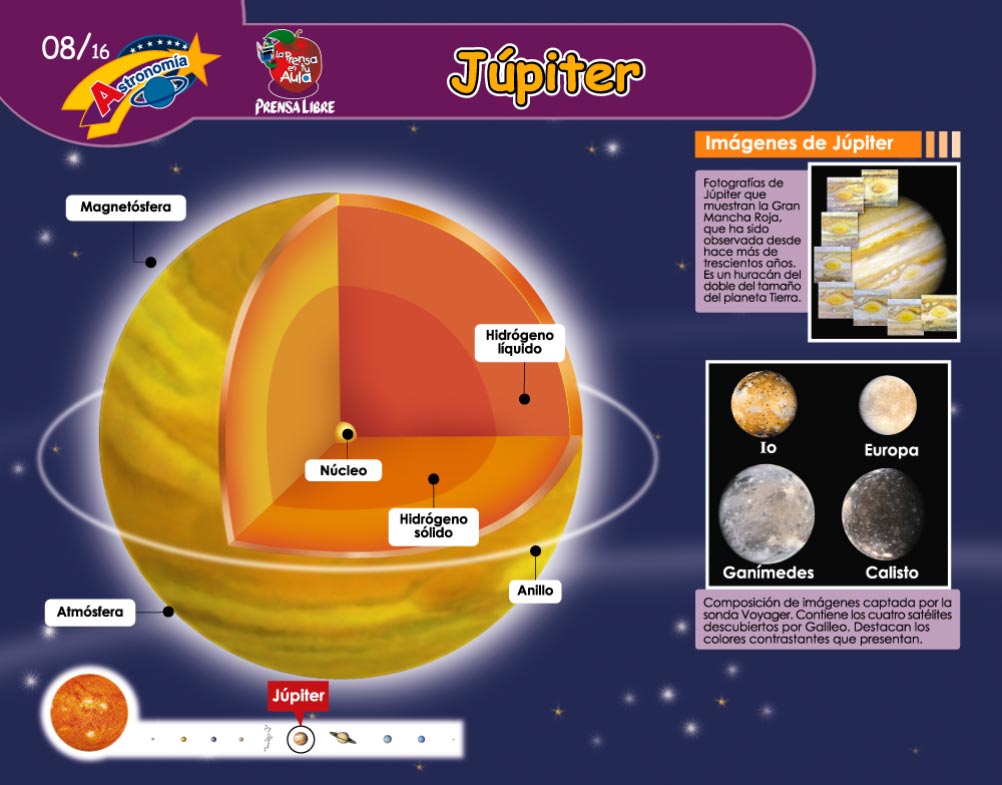 08/16
Astronomía
La Prensa
es tu
Aula
PRENSA LIBRE
Júpiter
Imágenes de Júpiter
Fotografías de
Júpiter que
muestran la Gran
Mancha Roja,
que ha sido
observada desde
hace más de
trescientos años.
Es un huracán del
doble del tamaño
del planeta Tierra.
Magnetósfera
Hidrógeno
líquido
Núcleo
Hidrógeno
sólido
Anillo
Atmósfera
Io
Europa
Ganímedes
Calisto
Composición de imágenes captada por la
sonda Voyager. Contiene los cuatro satélites
descubiertos por Galileo. Destacan los
colores contrastantes que presentan.
Júpiter